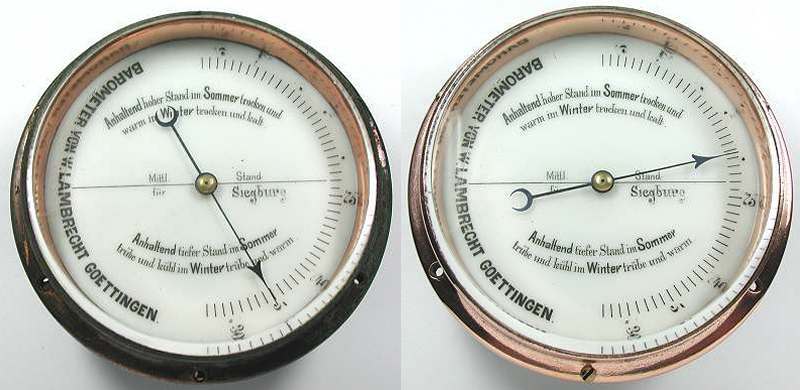 BAROMETER VON W. LAMBRECHT GOETTINGEN.
Anhaltend hoher Stand im Sommer trocken und
warm im Winter trocken und kalt.
Mittl. Stand
für Siegburg
Anhaltend tiefer Stand im Sommer
trübe und kühl im Winter trübe und warm
BAROMETER VON W. LAMBRECHT GOETTINGEN.
Anhaltend hoher Stand im Sommer trocken und
warm im Winter trocken und kalt.
Mittl. Stand
für Siegburg
Anhaltend tiefer Stand im Sommer
trübe und kühl im Winter trübe und warm